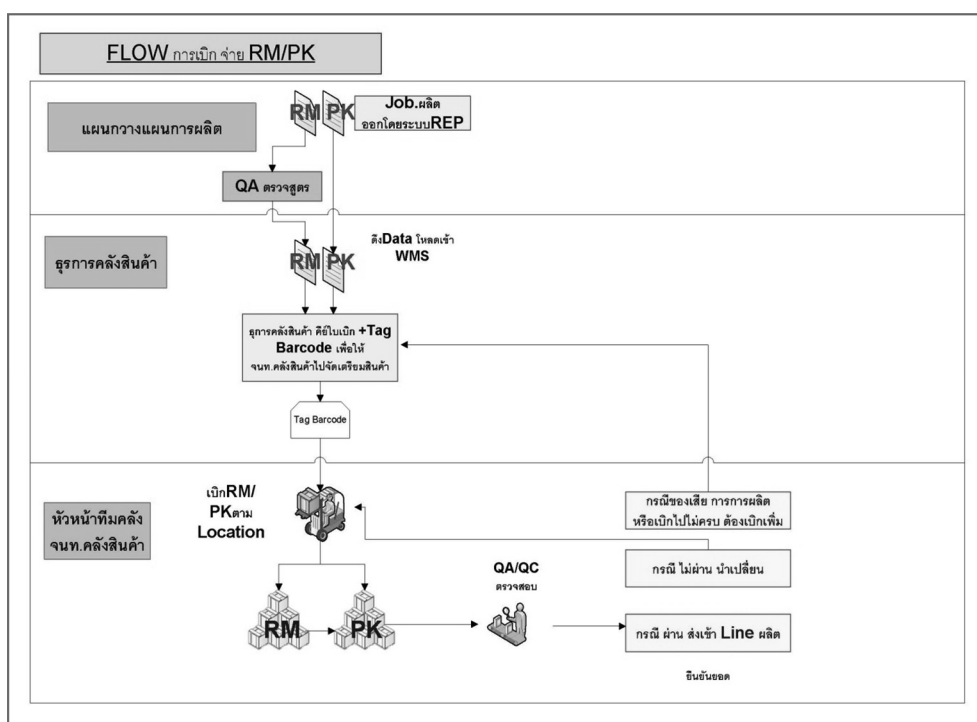 FLOW การเบิก จ่าย RM/PK
RM PK
Job.ผลิต
ออกโดยระบบREP
แผนกวางแผนการผลิต
QA ตรวจสูตร
ดึงData โหลดเข้า
WMS
RM PK
ธุรการคลังสินค้า
ธุการคลังสินค้า คีย์ใบเบิก +Tag
Barcode เพื่อให้
จนท.คลังสินค้าไปจัดเตรียมสินค้า
Tag Barcode
เบิกRM/
PKตาม
Location
หัวหน้าทีมคลัง
จนท.คลังสินค้า
กรณีของเสีย การการผลิต
หรือเบิกไปไม่ครบ ต้องเบิกเพิ่ม
กรณี ไม่ผ่าน นำเปลี่ยน
QA/QC
ตรวจสอบ
RM PK
กรณี ผ่าน ส่งเข้า Line ผลิต
ยืนยันยอด